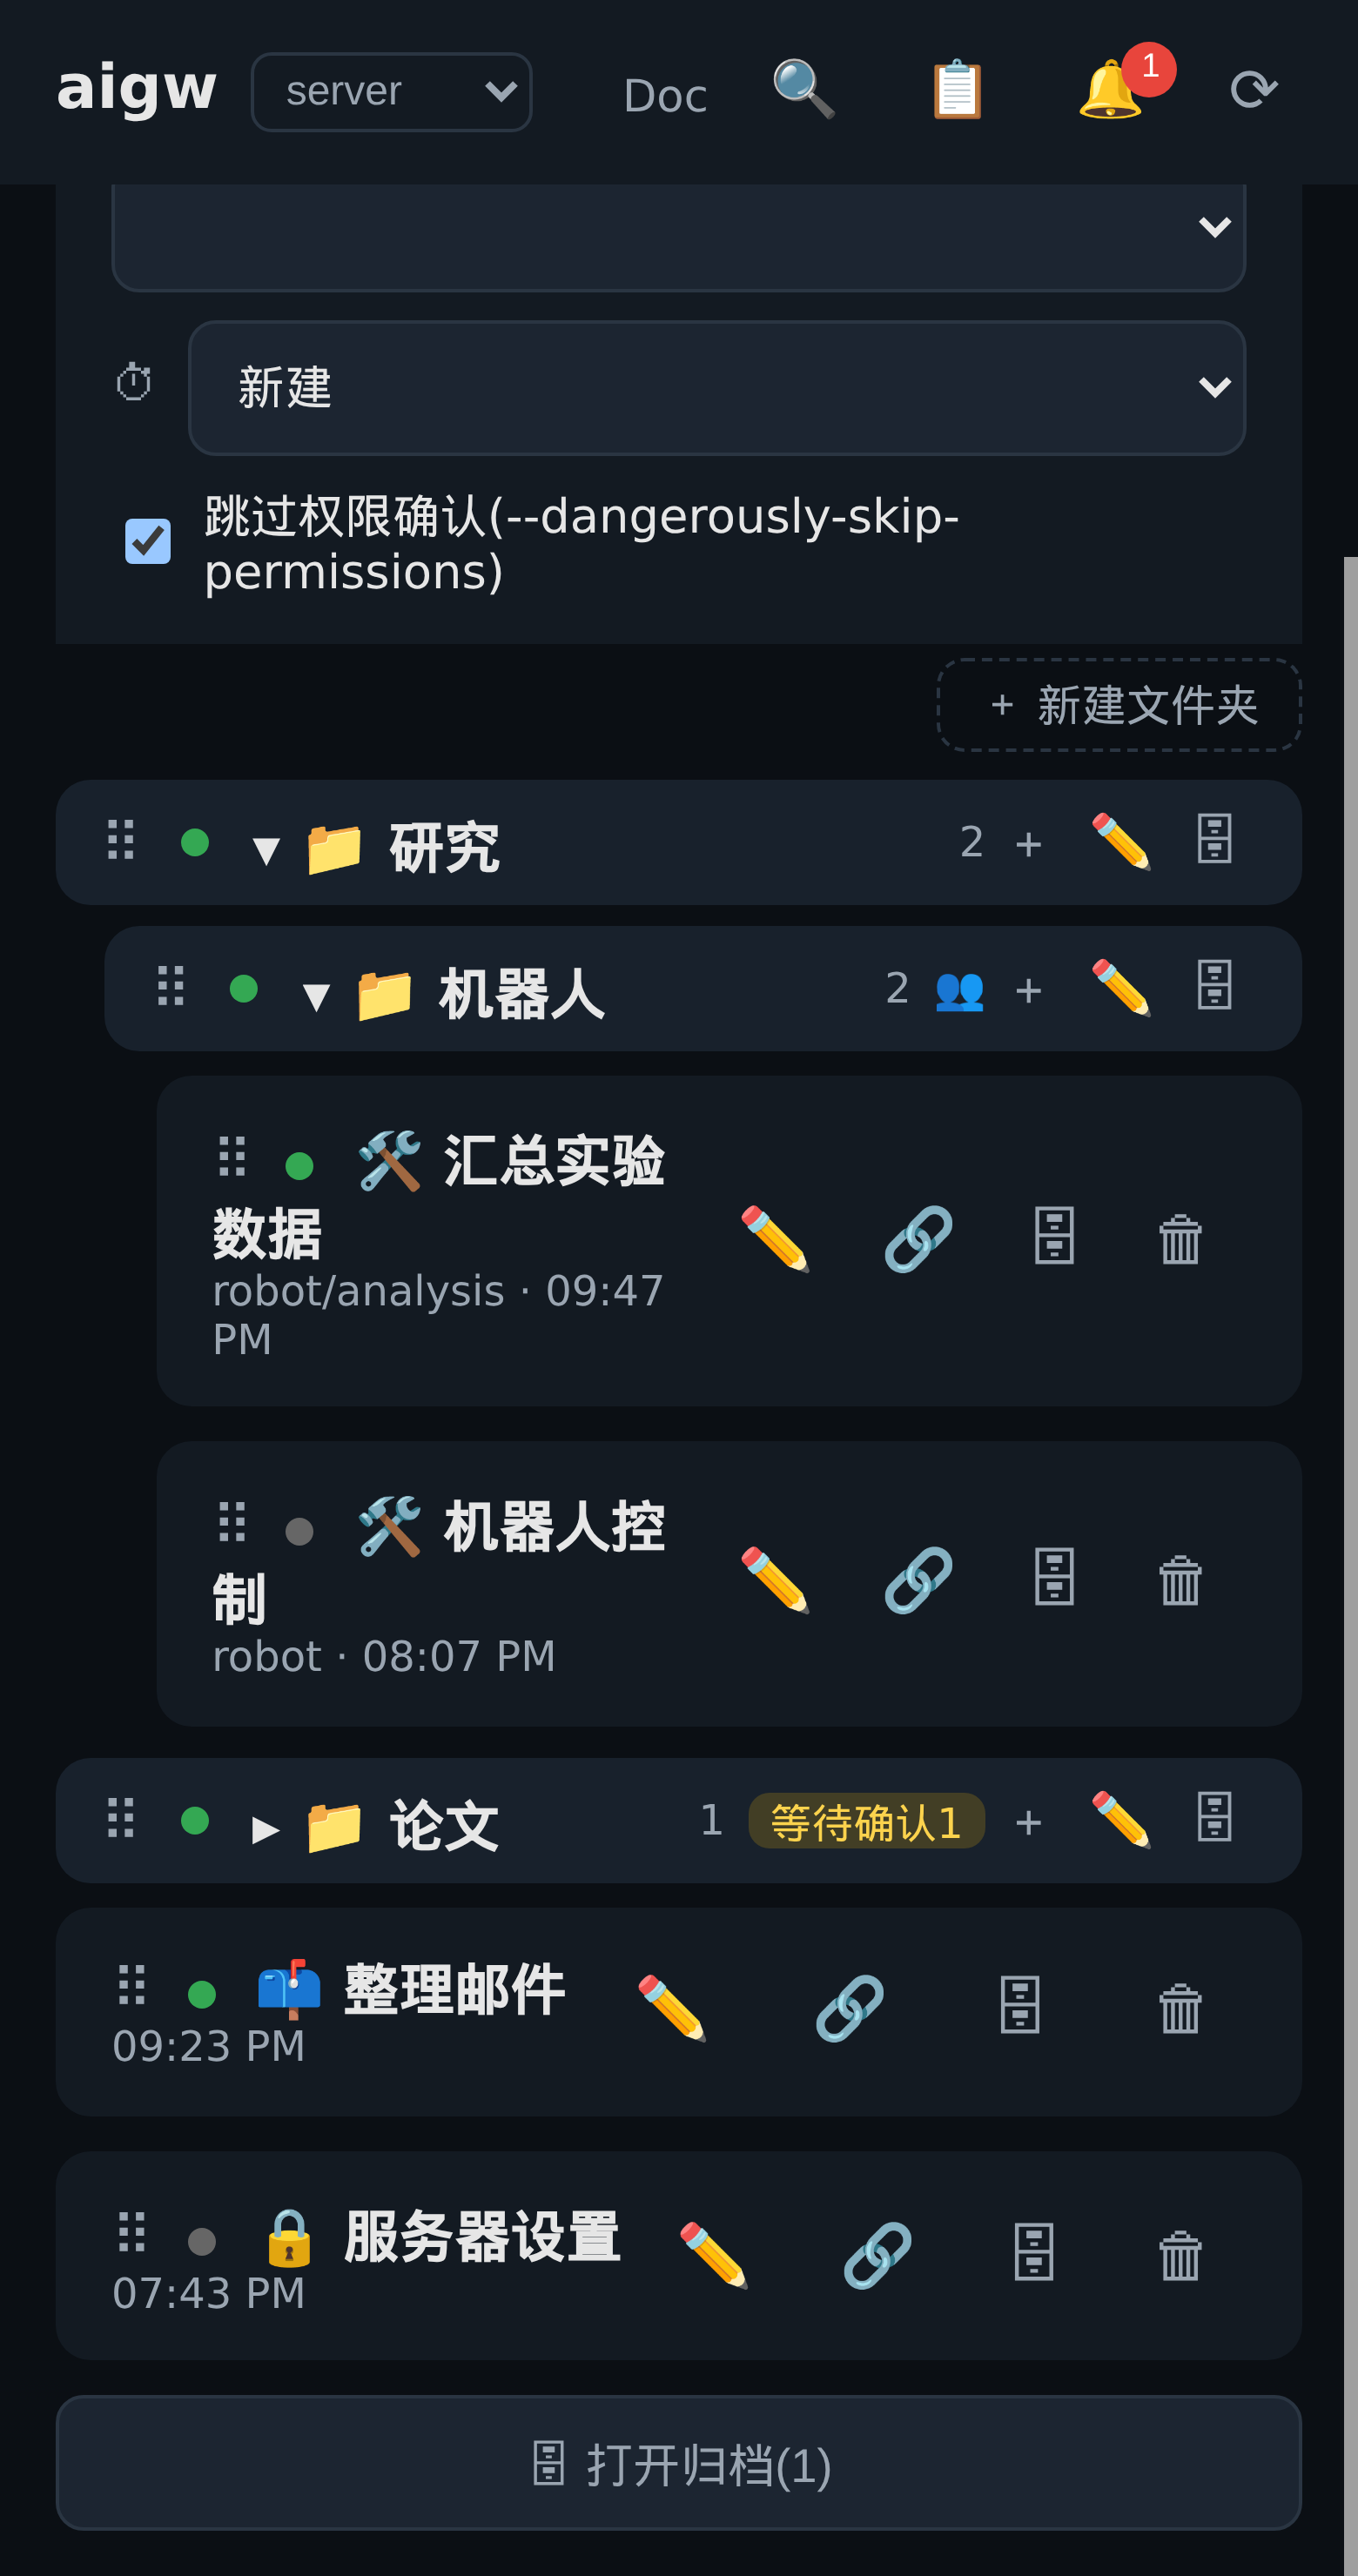 aigw server Doc 1
新建
跳过权限确认(--dangerously-skip-
permissions)
+ 新建文件夹
研究 2 +
机器人 2 +
汇总实验
数据
robot/analysis · 09:47
PM
机器人控
制
robot · 08:07 PM
论文 1 等待确认1 +
整理邮件
09:23 PM
服务器设置
07:43 PM
打开归档(1)